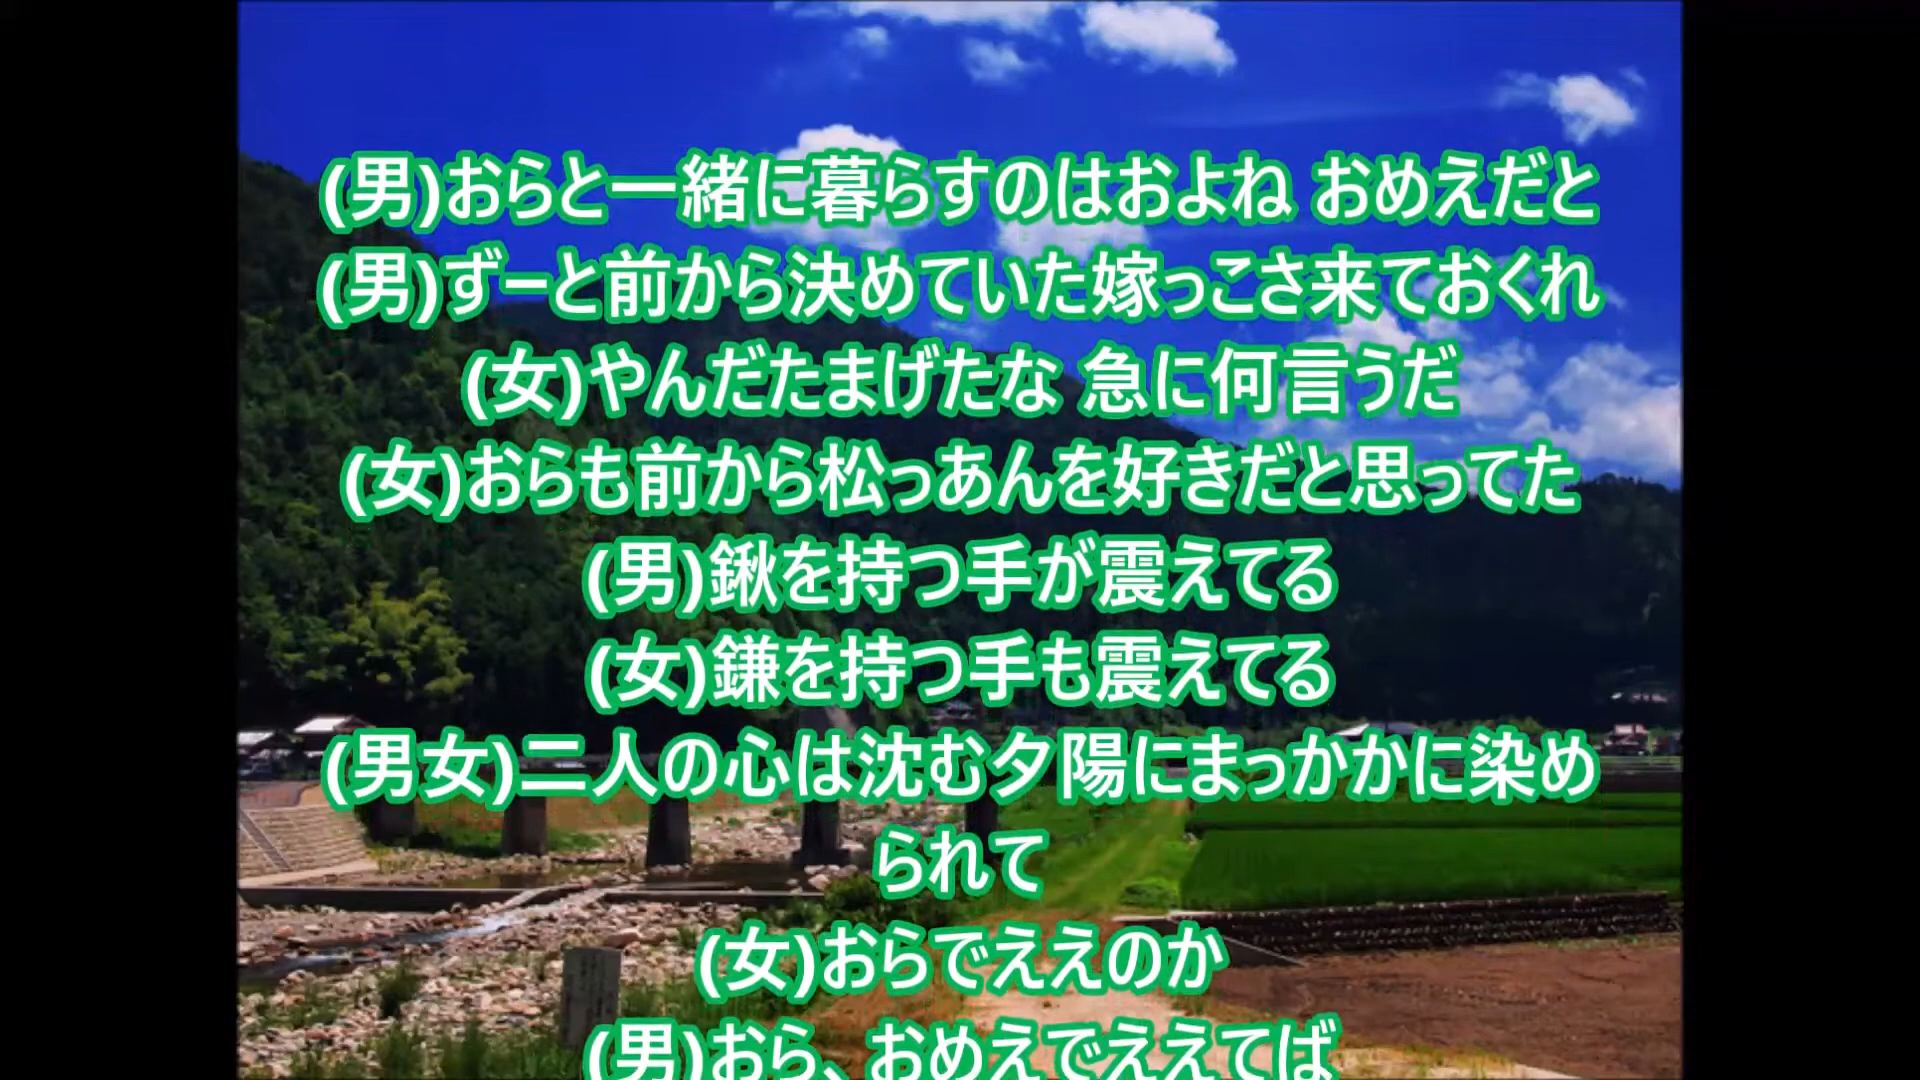 (男)おらと一緒に暮らすのはおよね おめえだと
(男)ずーと前から決めていた嫁っこさ来ておくれ
(女)やんだたまげたな 急に何言うだ
(女)おらも前から松っあんを好きだと思ってた
(男)鍬を持つ手が震えてる
(女)鎌を持つ手も震えてる
(男女)二人の心は沈む夕陽にまっかかに染め
られて
(女)おらでええのか
(男)おら、おめえでええてば